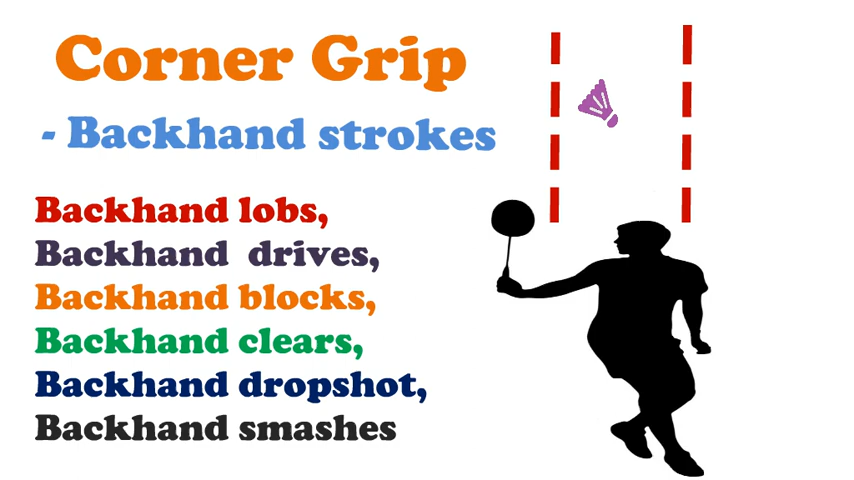 Corner Grip
- Backhand strokes
Backhand lobs,
Backhand drives,
Backhand blocks,
Backhand clears,
Backhand dropshot,
Backhand smashes